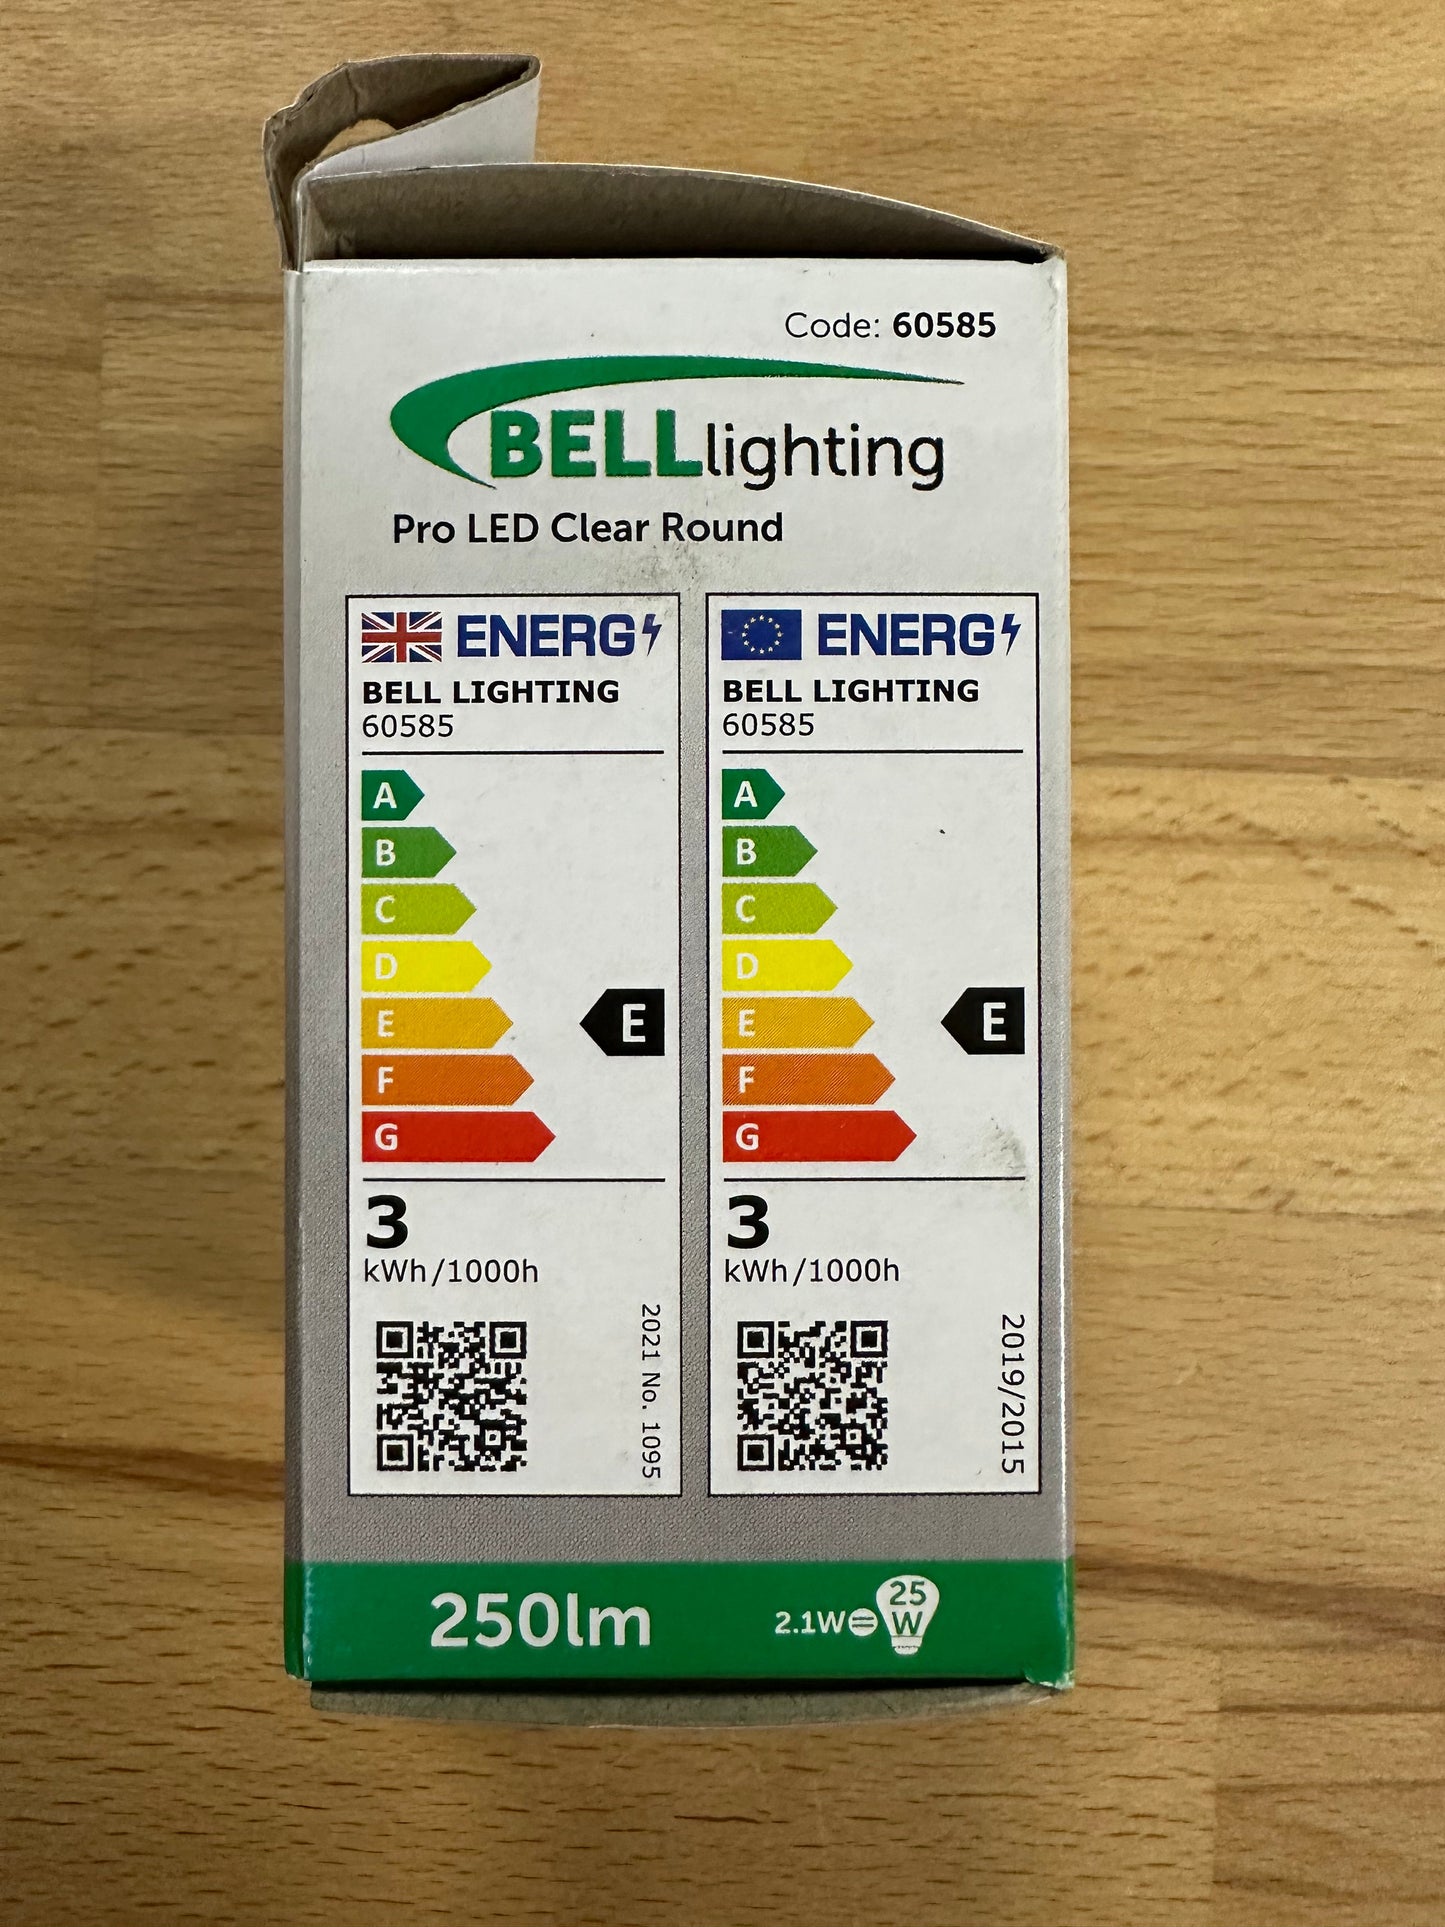 Code: 60585
BELLlighting
Pro LED Clear Round
ENERG
BELL LIGHTING
60585
A
B
C
D
E
F
G
E
3
kWh/1000h
2021 No. 1095
ENERG
BELL LIGHTING
60585
A
B
C
D
E
F
G
E
3
kWh/1000h
2019/2015
250lm
2.1W=
25
W